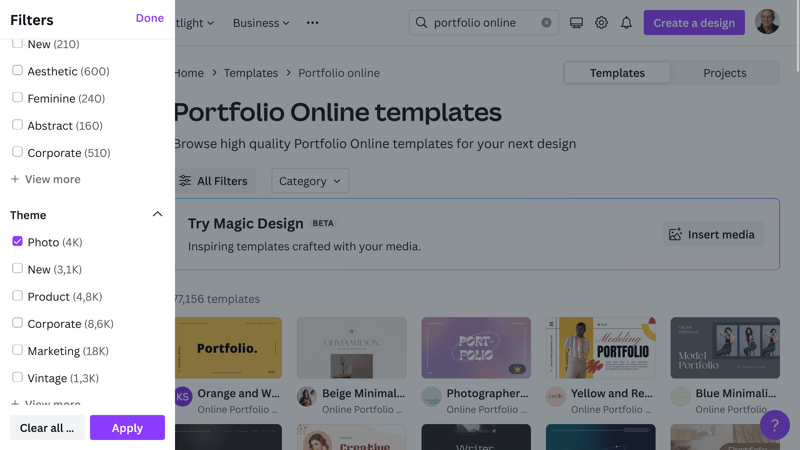 Filters
Done
New (210)
Aesthetic (600)
Feminine (240)
Abstract (160)
Corporate (510)
+ View more
Theme
Photo (4K)
New (3,1K)
Product (4,8K)
Corporate (8,6K)
Marketing (18K)
Vintage (1,3K)
+ View more
Clear all ...
Apply
tlight
Business
portfolio online
Create a design
Home > Templates > Portfolio online
Templates
Projects
Portfolio Online templates
Browse high quality Portfolio Online templates for your next design
All Filters
Category
Try Magic Design BETA
Inspiring templates crafted with your media.
Insert media
77,156 templates
Portfolio.
OLIVIA WILSON
PORT-
FOLIO
Modeling
PORTFOLIO
Model
Portfolio
KS
Orange and W...
Online Portfolio ...
Beige Minimal...
Online Portfolio ...
Photographer...
Online Portfolio ...
Yellow and Re...
Online Portfolio ...
Blue Minimali...
Online Portfolio ...
Creative
Writer
Portfolio
?